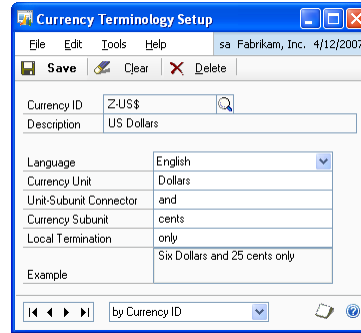 Currency Terminology Setup
File Edit Tools Help sa Fabrikam, Inc. 4/12/2007
Save Clear Delete
Currency ID Z-US$
Description US Dollars
Language English
Currency Unit Dollars
Unit-Subunit Connector and
Currency Subunit cents
Local Termination only
Example Six Dollars and 25 cents only
by Currency ID